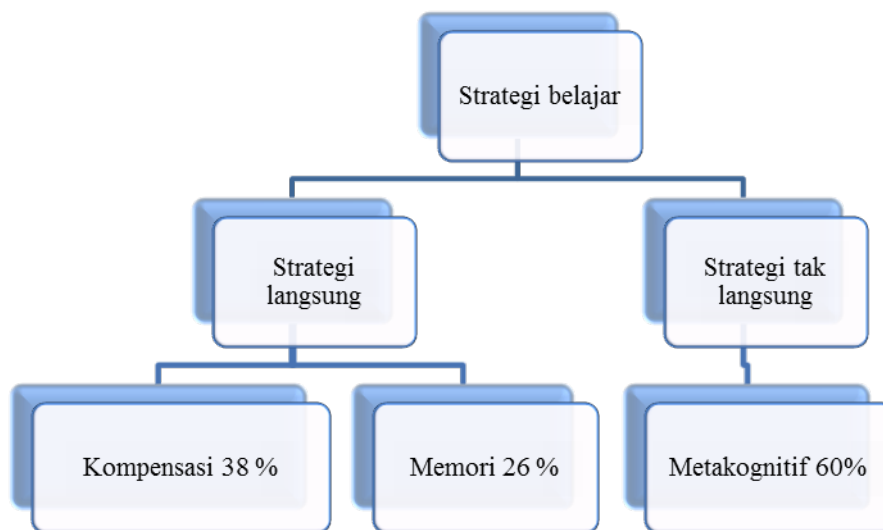 Strategi belajar
Strategi
langsung
Strategi tak
langsung
Kompensasi 38 %
Memori 26 %
Metakognitif 60%